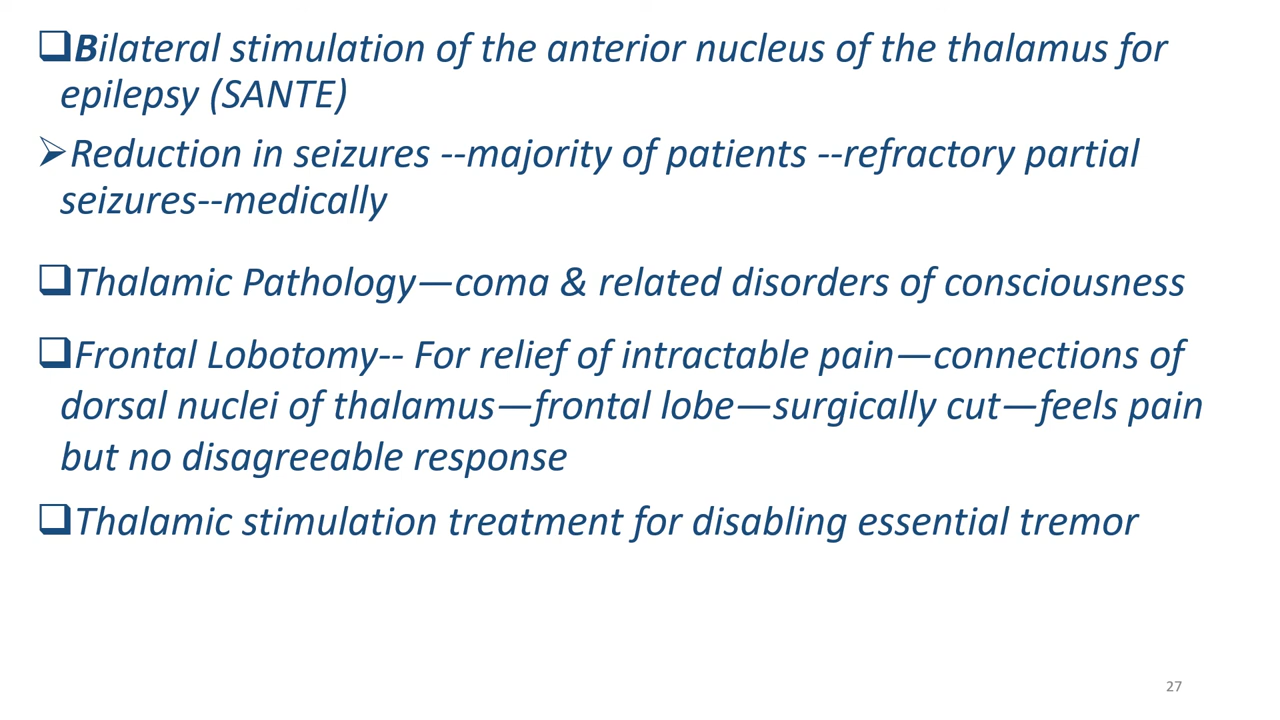 ❑Bilateral stimulation of the anterior nucleus of the thalamus for
epilepsy (SANTE)
➢Reduction in seizures --majority of patients --refractory partial
seizures--medically
❑Thalamic Pathology—coma & related disorders of consciousness
❑Frontal Lobotomy-- For relief of intractable pain—connections of
dorsal nuclei of thalamus—frontal lobe—surgically cut—feels pain
but no disagreeable response
❑Thalamic stimulation treatment for disabling essential tremor
27